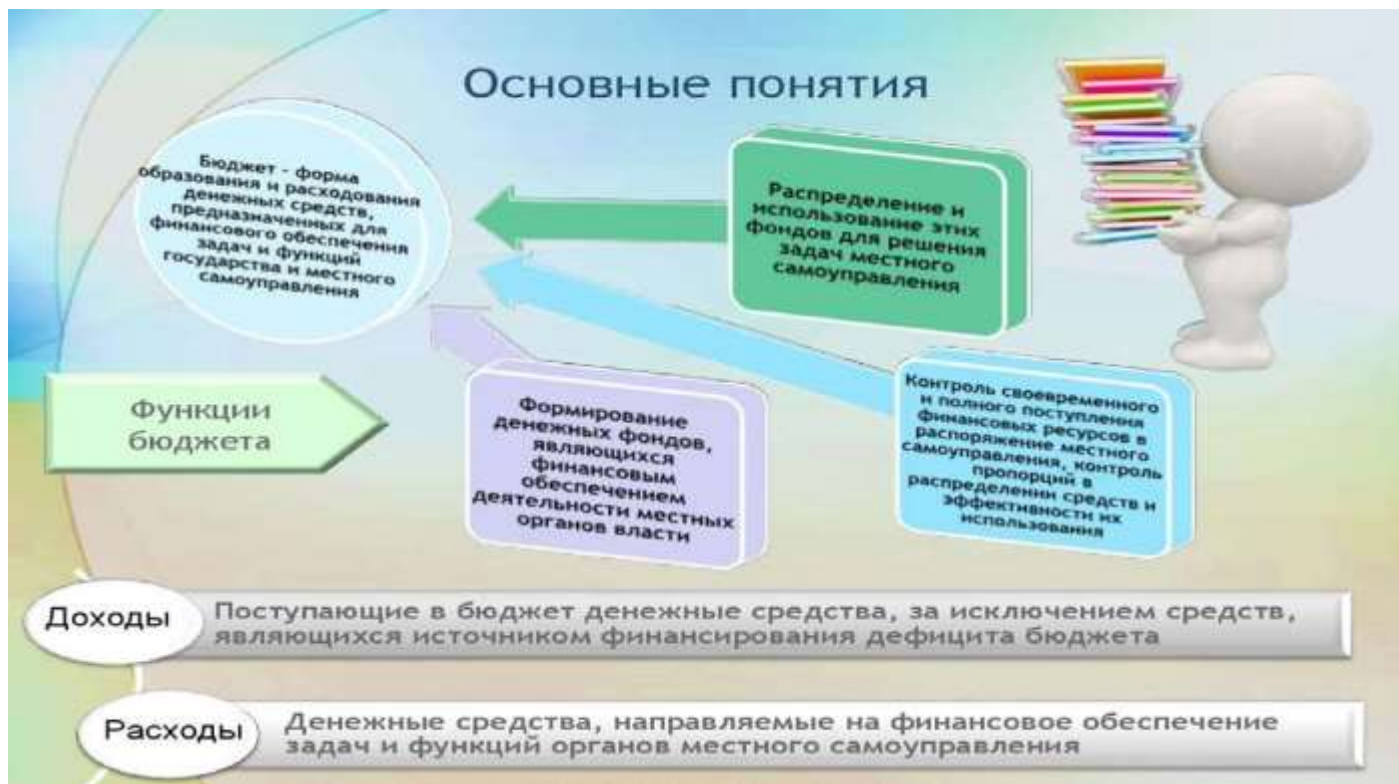 Основные понятия
Бюджет - форма
образования и расходования
денежных средств,
предназначенных для
финансового обеспечения
задач и функций
государства и местного
самоуправления
Распределение и
использование этих
фондов для решения
задач местного
самоуправления
Функции
бюджета
Формирование
денежных фондов,
являющихся
финансовым
обеспечением
деятельности местных
органов власти
Контроль своевременного
и полного поступления
финансовых ресурсов в
распоряжение местного
самоуправления, контроль
пропорций в
распределении средств и
эффективности их
использования
Доходы
Поступающие в бюджет денежные средства, за исключением средств,
являющихся источником финансирования дефицита бюджета
Расходы
Денежные средства, направляемые на финансовое обеспечение
задач и функций органов местного самоуправления